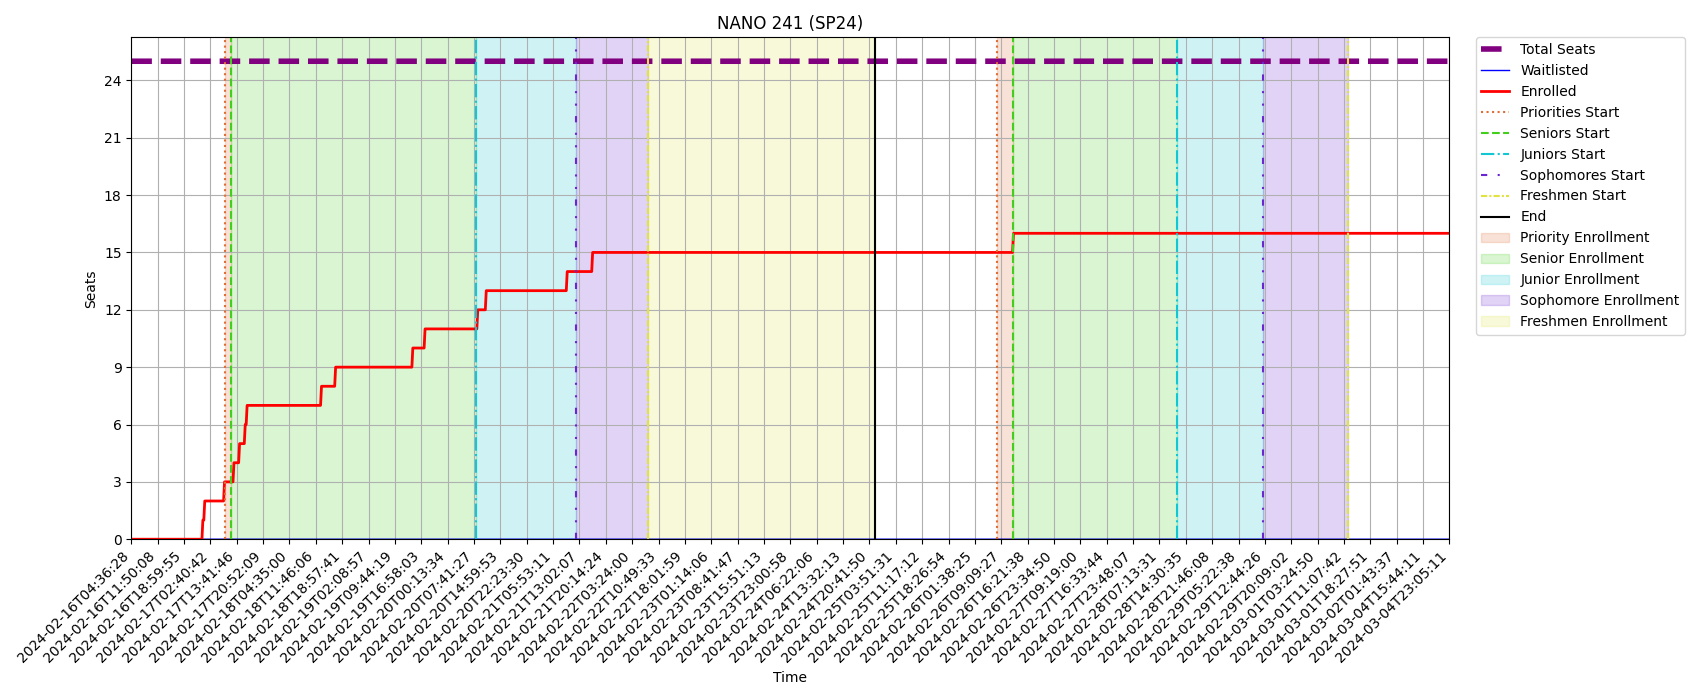 NANO 241 (SP24)
Total Seats
Waitlisted
Enrolled
Priorities Start
Seniors Start
Juniors Start
Sophomores Start
Freshmen Start
End
Priority Enrollment
Senior Enrollment
Junior Enrollment
Sophomore Enrollment
Freshmen Enrollment
Seats
24
21
18
15
12
9
6
3
0
2024-02-16T04:36:28
2024-02-16T11:50:08
2024-02-16T18:59:55
2024-02-17T02:40:42
2024-02-17T13:41:46
2024-02-17T20:52:09
2024-02-18T04:35:00
2024-02-18T11:46:06
2024-02-18T18:57:41
2024-02-19T02:08:57
2024-02-19T09:44:19
2024-02-19T16:58:03
2024-02-20T00:13:34
2024-02-20T07:41:27
2024-02-20T14:59:53
2024-02-20T22:23:30
2024-02-21T05:53:11
2024-02-21T13:02:07
2024-02-21T20:14:24
2024-02-22T03:24:00
2024-02-22T10:49:33
2024-02-22T18:01:59
2024-02-23T01:14:06
2024-02-23T08:41:47
2024-02-23T15:51:13
2024-02-23T23:00:58
2024-02-24T06:22:06
2024-02-24T13:32:13
2024-02-24T20:41:50
2024-02-25T03:51:31
2024-02-25T11:17:12
2024-02-25T18:26:54
2024-02-26T01:38:25
2024-02-26T09:09:27
2024-02-26T16:21:38
2024-02-26T23:34:50
2024-02-27T09:19:00
2024-02-27T16:33:44
2024-02-27T23:48:07
2024-02-28T07:13:31
2024-02-28T14:30:35
2024-02-28T21:46:08
2024-02-29T05:22:38
2024-02-29T12:44:26
2024-02-29T20:09:02
2024-03-01T03:24:50
2024-03-01T11:07:42
2024-03-01T18:27:51
2024-03-02T01:43:37
2024-03-04T15:44:11
2024-03-04T23:05:11
Time